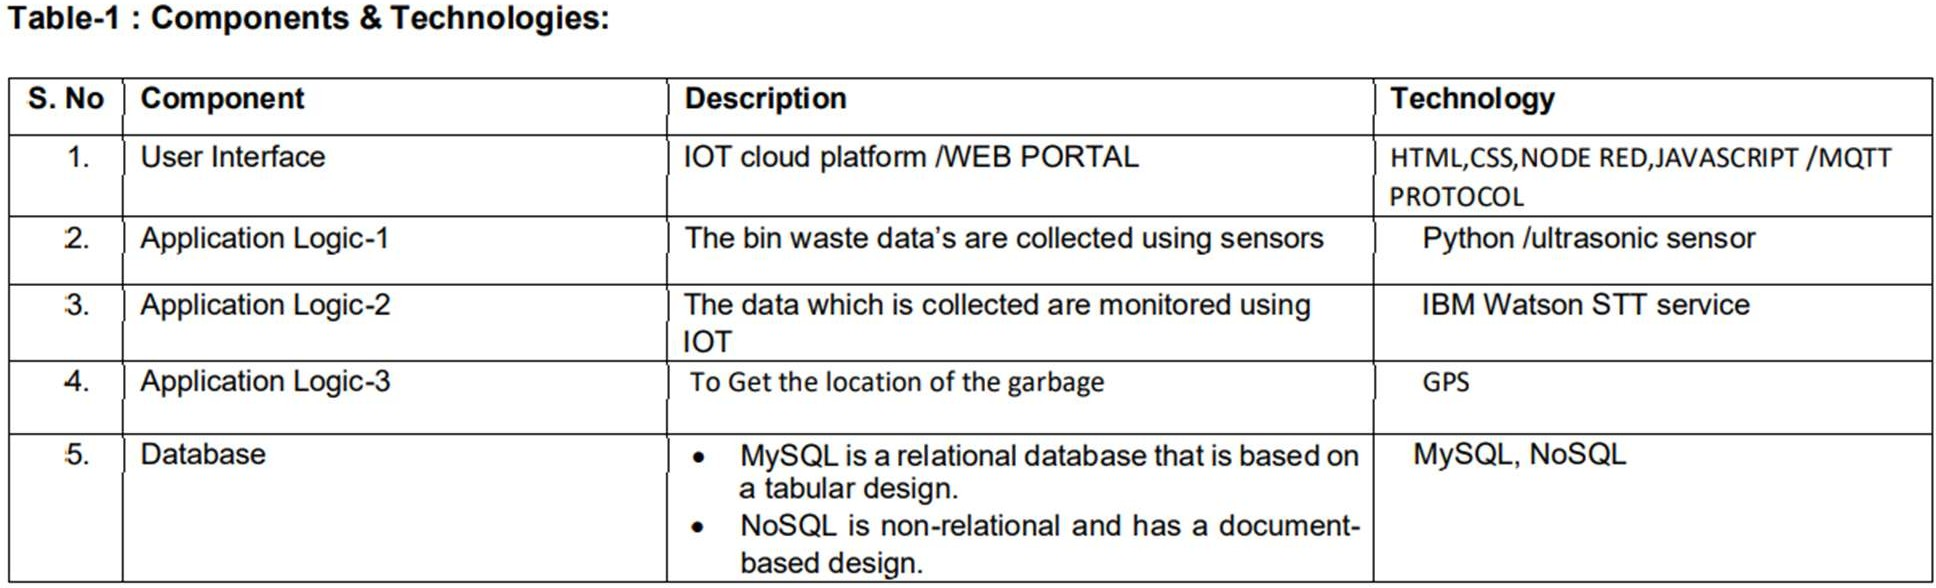 Table-1 : Components & Technologies:
S. No Component Description Technology
1. User Interface IOT cloud platform /WEB PORTAL HTML,CSS,NODE RED,JAVASCRIPT /MQTT
PROTOCOL
2. Application Logic-1 The bin waste data’s are collected using sensors Python /ultrasonic sensor
3. Application Logic-2 The data which is collected are monitored using IBM Watson STT service
IOT
4. Application Logic-3 To Get the location of the garbage GPS
5. Database • MySQL is a relational database that is based on MySQL, NoSQL
a tabular design.
• NoSQL is non-relational and has a document-
based design.